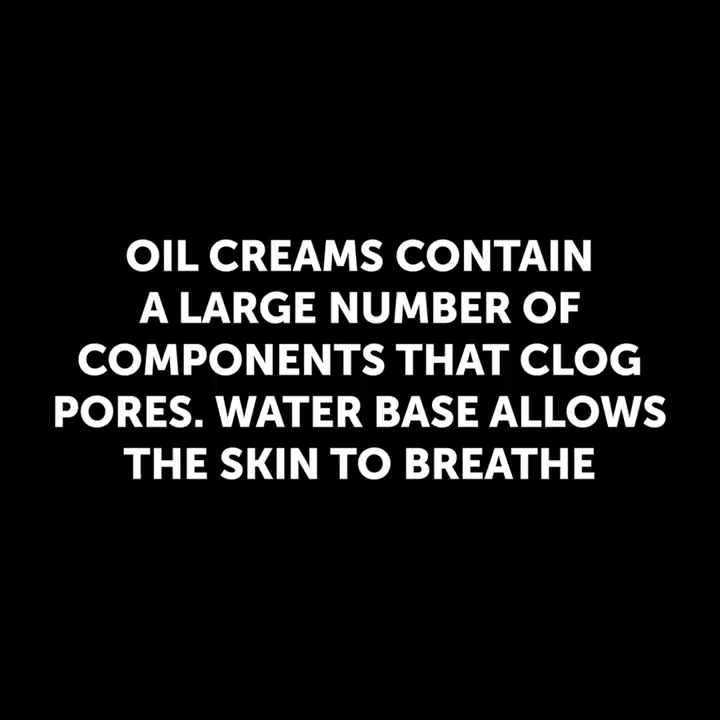 OIL CREAMS CONTAIN
A LARGE NUMBER OF
COMPONENTS THAT CLOG
PORES. WATER BASE ALLOWS
THE SKIN TO BREATHE